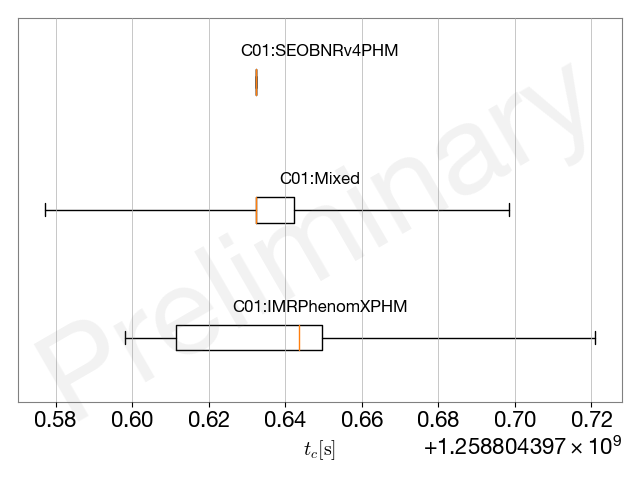 C01:SEOBNRv4PHM
C01:Mixed
C01:IMRPhenomXPHM
Preliminary
0.58 0.60 0.62 0.64 0.66 0.68 0.70 0.72
t_c[s] +1.258804397 × 10⁹